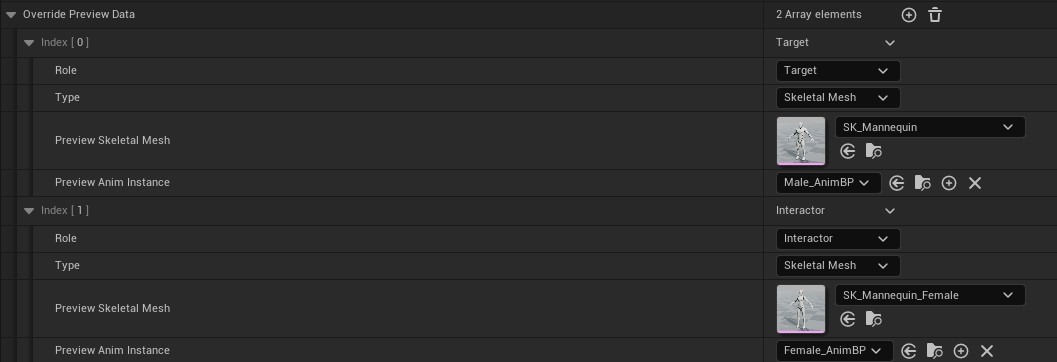 Override Preview Data 2 Array elements
Index [ 0 ] Target
Role Target
Type Skeletal Mesh
Preview Skeletal Mesh SK_Mannequin
Preview Anim Instance Male_AnimBP
Index [ 1 ] Interactor
Role Interactor
Type Skeletal Mesh
Preview Skeletal Mesh SK_Mannequin_Female
Preview Anim Instance Female_AnimBP